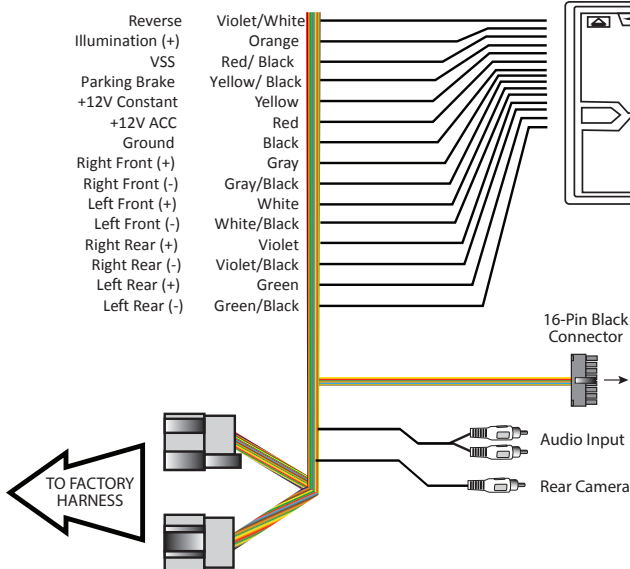 Reverse Violet/White
Illumination (+) Orange
VSS Red/ Black
Parking Brake Yellow/ Black
+12V Constant Yellow
+12V ACC Red
Ground Black
Right Front (+) Gray
Right Front (-) Gray/Black
Left Front (+) White
Left Front (-) White/Black
Right Rear (+) Violet
Right Rear (-) Violet/Black
Left Rear (+) Green
Left Rear (-) Green/Black
16-Pin Black
Connector
Audio Input
Rear Camera
TO FACTORY
HARNESS